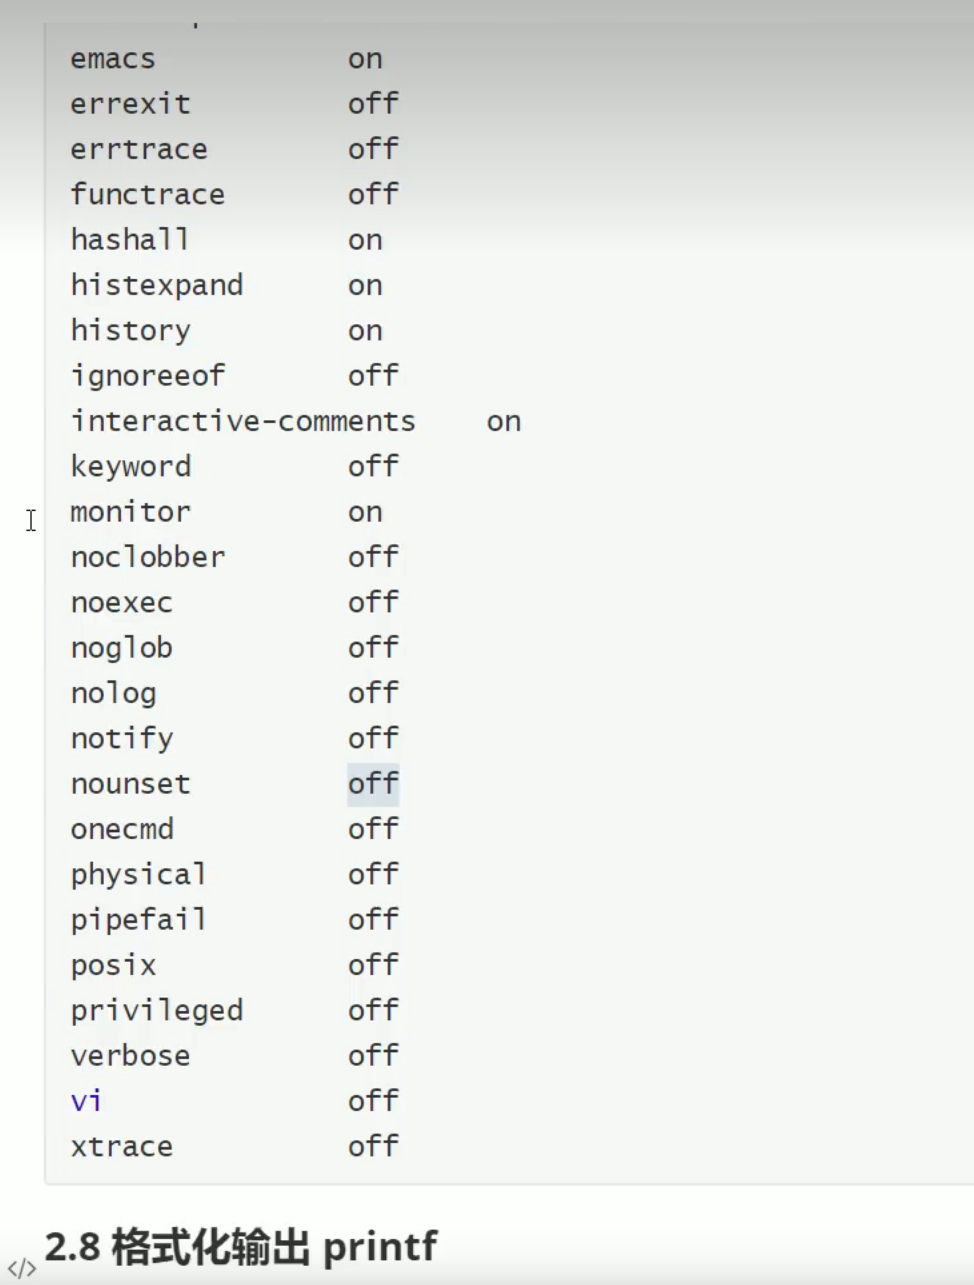 emacs on
errexit off
errtrace off
functrace off
hashall on
histexpand on
history on
ignoreeof off
interactive-comments on
keyword off
monitor on
noclobber off
noexec off
noglob off
nolog off
notify off
nounset off
onecmd off
physical off
pipefail off
posix off
privileged off
verbose off
vi off
xtrace off
2.8 格式化输出 printf